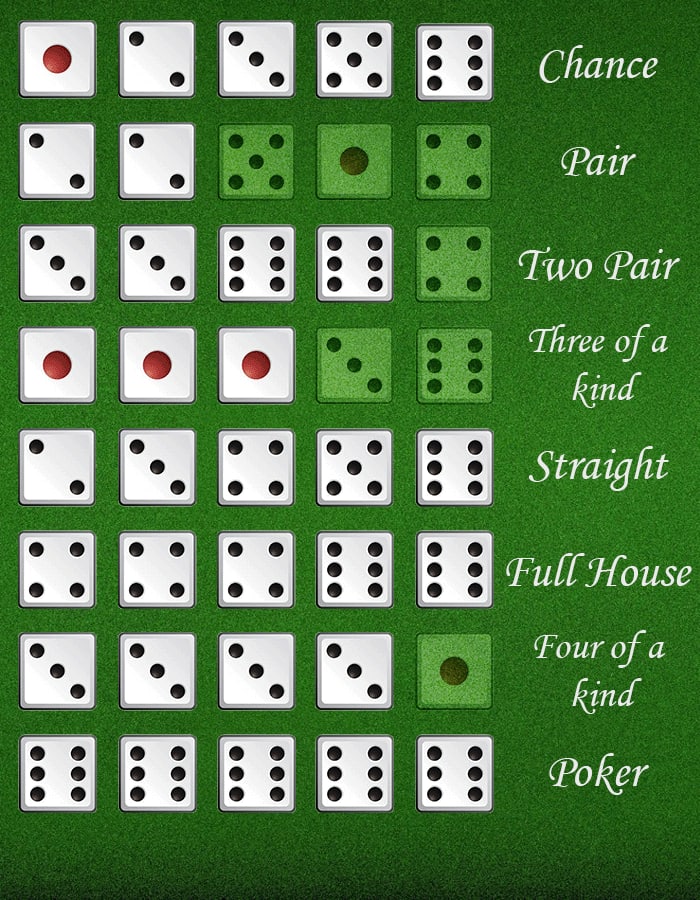 Chance
Pair
Two Pair
Three of a
kind
Straight
Full House
Four of a
kind
Poker